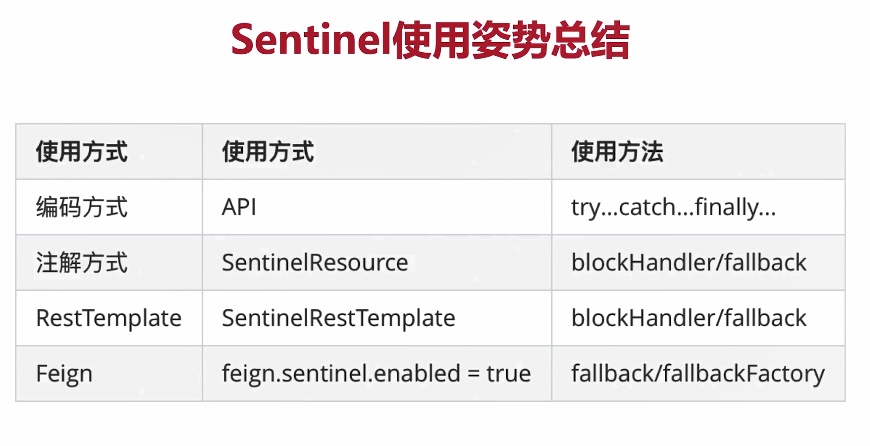 Sentinel使用姿势总结
使用方式 使用方式 使用方法
编码方式 API try...catch...finally...
注解方式 SentinelResource blockHandler/fallback
RestTemplate SentinelRestTemplate blockHandler/fallback
Feign feign.sentinel.enabled = true fallback/fallbackFactory